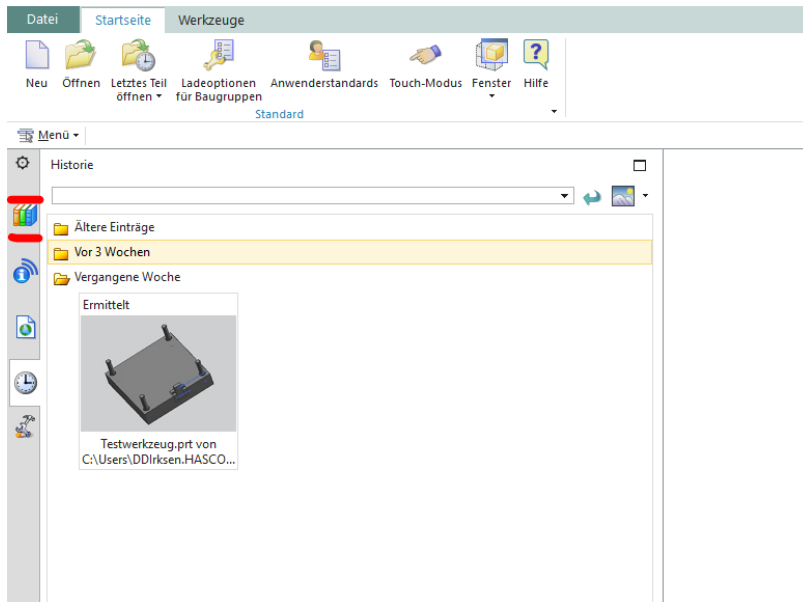 Datei Startseite Werkzeuge
Neu Öffnen Letztes Teil Ladeoptionen Anwenderstandards Touch-Modus Fenster Hilfe
öffnen für Baugruppen
Standard
Menü
Historie
Ältere Einträge
Vor 3 Wochen
Vergangene Woche
Ermittelt
Testwerkzeug.prt von
C:\Users\DDIrksen.HASCO...